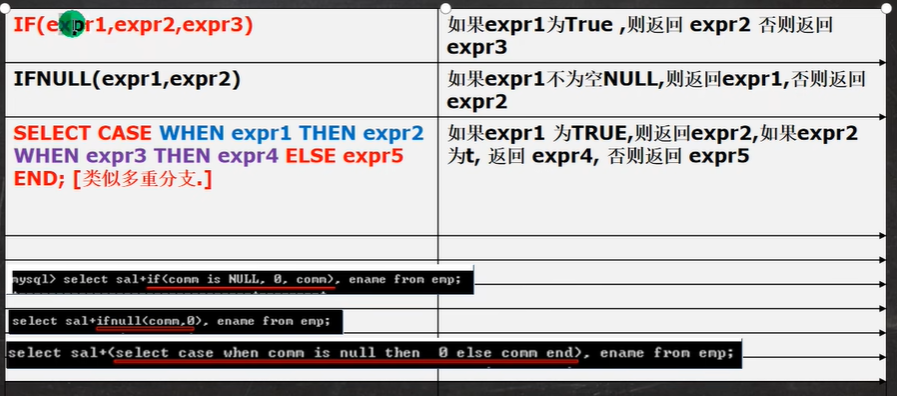 IF(expr1,expr2,expr3)
如果expr1为True ,则返回 expr2 否则返回
expr3
IFNULL(expr1,expr2)
如果expr1不为空NULL,则返回expr1,否则返回
expr2
SELECT CASE WHEN expr1 THEN expr2
WHEN expr3 THEN expr4 ELSE expr5
END; [类似多重分支.]
如果expr1 为TRUE,则返回expr2,如果expr2
为t, 返回 expr4, 否则返回 expr5
mysql> select sal+if(comm is NULL, 0, comm), ename from emp;
select sal+ifnull(comm,0), ename from emp;
select sal+(select case when comm is null then  0 else comm end), ename from emp;